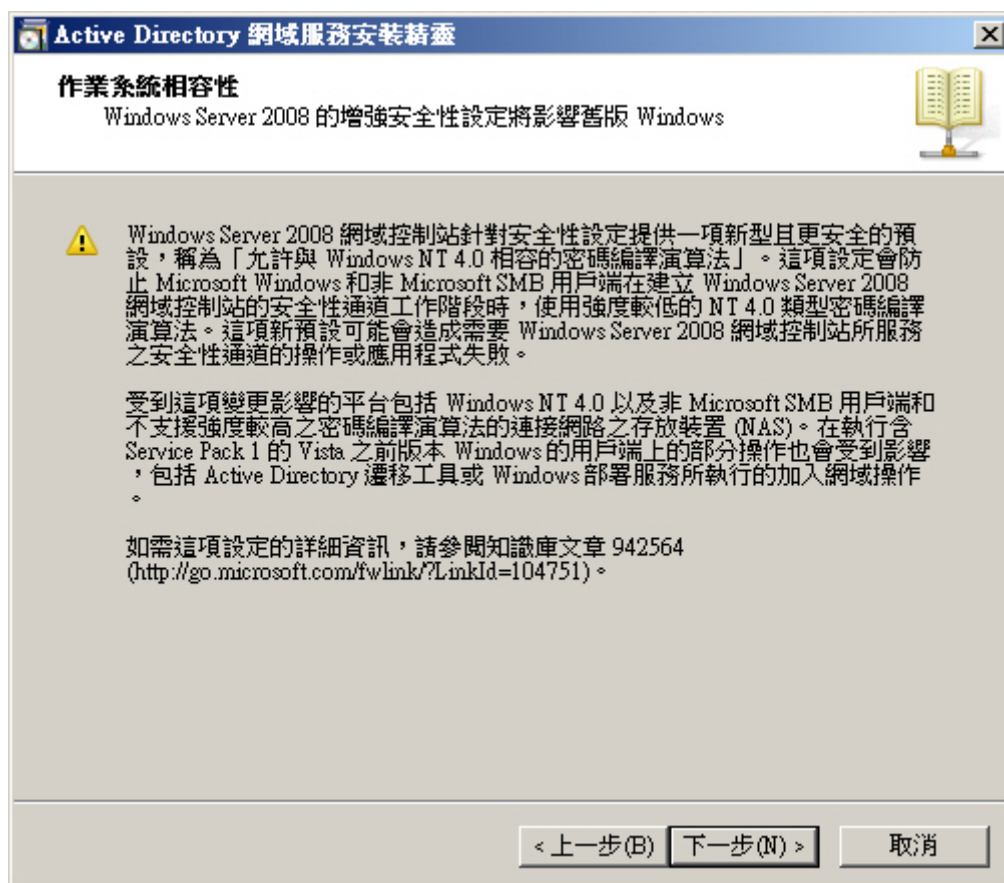 Active Directory 網域服務安裝精靈
作業系統相容性
Windows Server 2008 的增強安全性設定將影響舊版 Windows
Windows Server 2008 網域控制站針對安全性設定提供一項新型且更安全的預
設，稱為「允許與 Windows NT 4.0 相容的密碼編譯演算法」。這項設定會防
止 Microsoft Windows 和非 Microsoft SMB 用戶端在建立 Windows Server 2008
網域控制站的安全性通道工作階段時，使用強度較低的 NT 4.0 類型密碼編譯
演算法。這項新預設可能會造成需要 Windows Server 2008 網域控制站所服務
之安全性通道的操作或應用程式失敗。
受到這項變更影響的平台包括 Windows NT 4.0 以及非 Microsoft SMB 用戶端和
不支援強度較高之密碼編譯演算法的連接網路之存放裝置 (NAS)。在執行含
Service Pack 1 的 Vista 之前版本 Windows 的用戶端上的部分操作也會受到影響
，包括 Active Directory 遷移工具或 Windows 部署服務所執行的加入網域操作
。
如需這項設定的詳細資訊，請參閱知識庫文章 942564
(http://go.microsoft.com/fwlink/?LinkId=104751)。
< 上一步(B) 下一步(N) > 取消